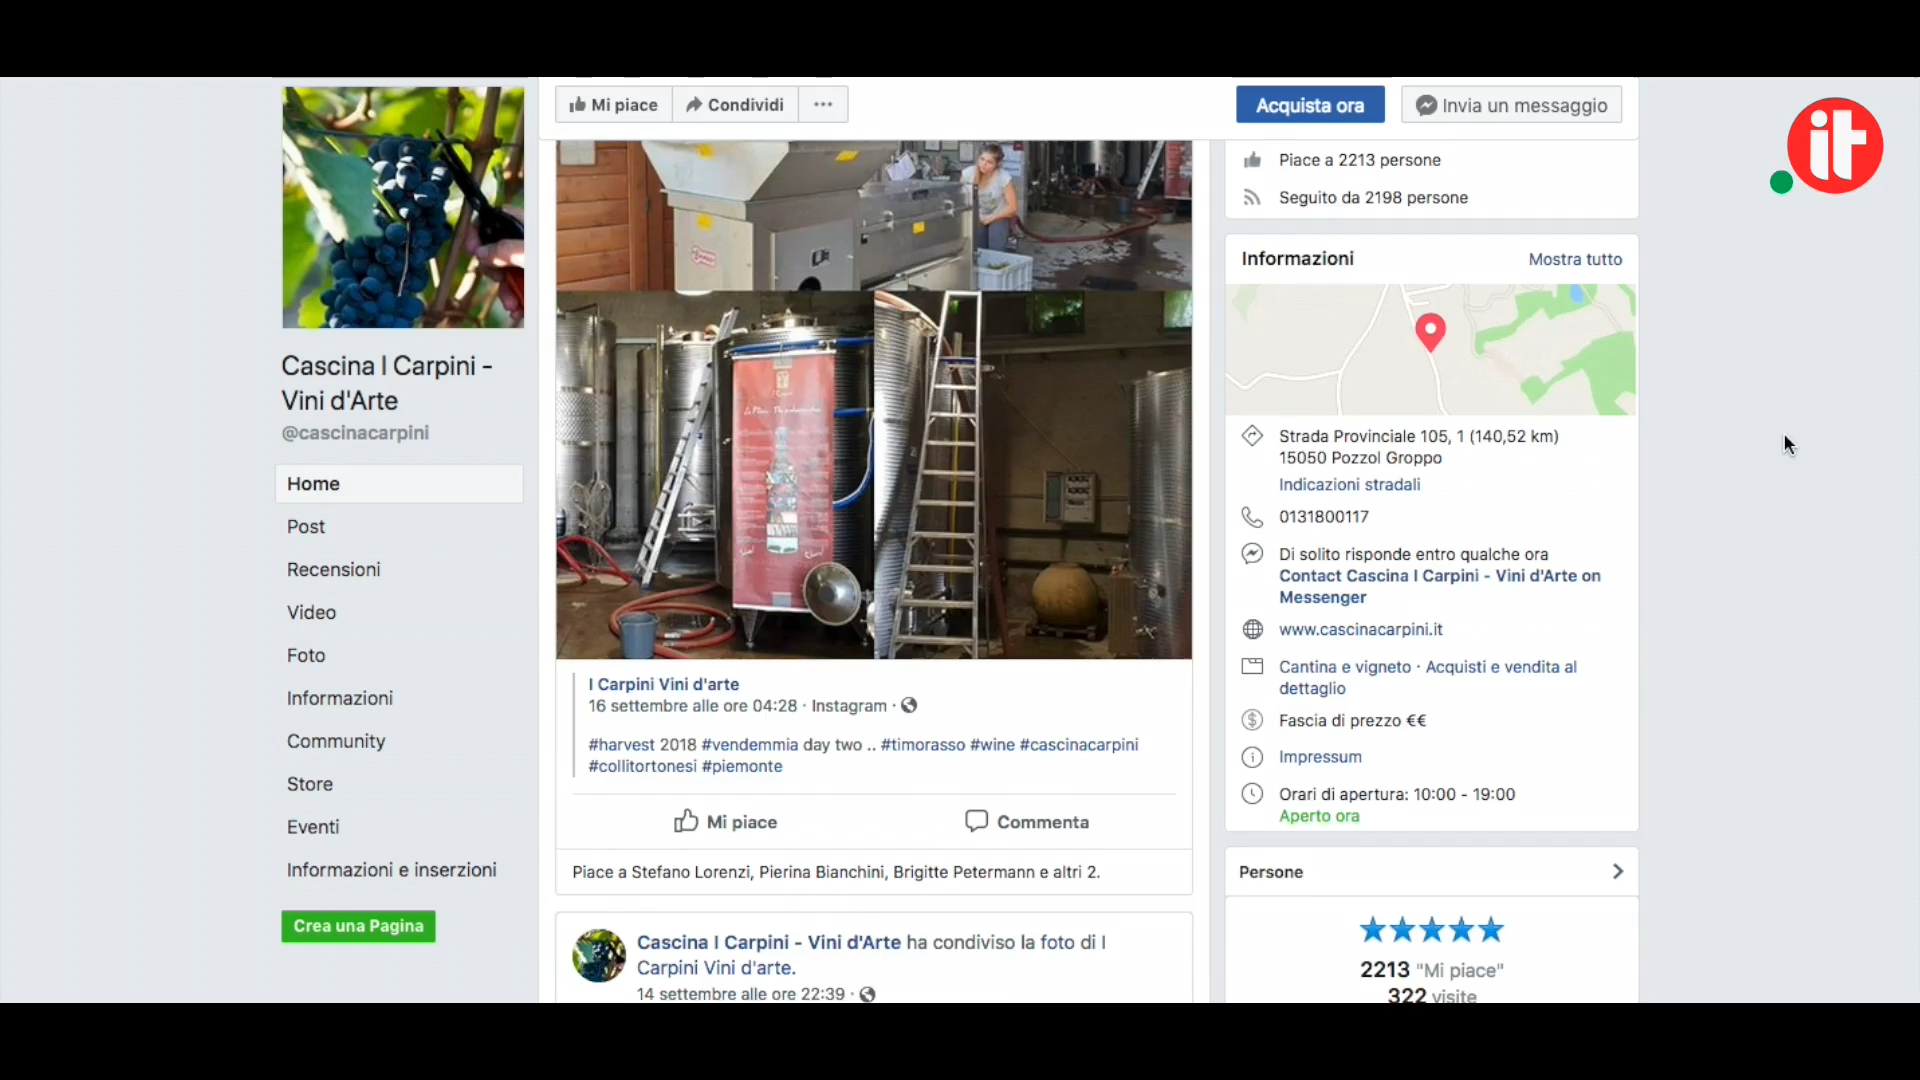 Mi piace
Condividi
Acquista ora
Invia un messaggio
it
Cascina I Carpini -
Vini d'Arte
@cascinacarpini
Home
Post
Recensioni
Video
Foto
Informazioni
Community
Store
Eventi
Informazioni e inserzioni
Crea una Pagina
I Carpini Vini d'arte
16 settembre alle ore 04:28 · Instagram ·
#harvest 2018 #vendemmia day two .. #timorasso #wine #cascinacarpini
#collitortonesi #piemonte
Mi piace
Commenta
Piace a Stefano Lorenzi, Pierina Bianchini, Brigitte Petermann e altri 2.
Cascina I Carpini - Vini d'Arte ha condiviso la foto di I
Carpini Vini d'arte.
14 settembre alle ore 22:39 ·
Piace a 2213 persone
Seguito da 2198 persone
Informazioni
Mostra tutto
Strada Provinciale 105, 1 (140,52 km)
15050 Pozzol Groppo
Indicazioni stradali
0131800117
Di solito risponde entro qualche ora
Contact Cascina I Carpini - Vini d'Arte on
Messenger
www.cascinacarpini.it
Cantina e vigneto · Acquisti e vendita al
dettaglio
Fascia di prezzo €€
Impressum
Orari di apertura: 10:00 - 19:00
Aperto ora
Persone
2213 "Mi piace"
322 visite